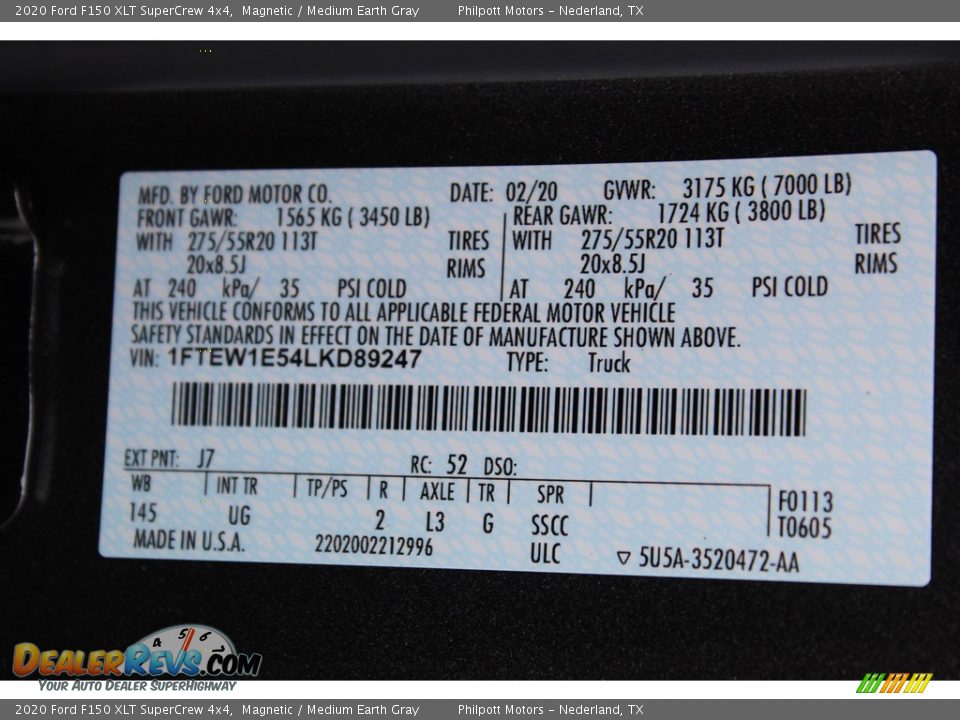 2020 Ford F150 XLT SuperCrew 4x4,  Magnetic / Medium Earth Gray        Philpott Motors – Nederland, TX
MFD. BY FORD MOTOR CO.        DATE: 02/20        GVWR: 3175 KG ( 7000 LB)
FRONT GAWR: 1565 KG ( 3450 LB)        REAR GAWR: 1724 KG ( 3800 LB)
WITH 275/55R20 113T TIRES        WITH 275/55R20 113T TIRES
20x8.5J RIMS        20x8.5J RIMS
AT 240 kPa/ 35 PSI COLD        AT 240 kPa/ 35 PSI COLD
THIS VEHICLE CONFORMS TO ALL APPLICABLE FEDERAL MOTOR VEHICLE
SAFETY STANDARDS IN EFFECT ON THE DATE OF MANUFACTURE SHOWN ABOVE.
VIN: 1FTEW1E54LKD89247        TYPE: Truck
EXT PNT: J7        RC: 52 DSO:
WB INT TR TP/PS R AXLE TR SPR        F0113
145 UG 2 L3 G SSCC        T0605
MADE IN U.S.A.        2202002212996        ULC        ▽ 5U5A-3520472-AA
4 5 6
DEALERREVS.COM
YOUR AUTO DEALER SUPERHIGHWAY
2020 Ford F150 XLT SuperCrew 4x4,  Magnetic / Medium Earth Gray        Philpott Motors – Nederland, TX